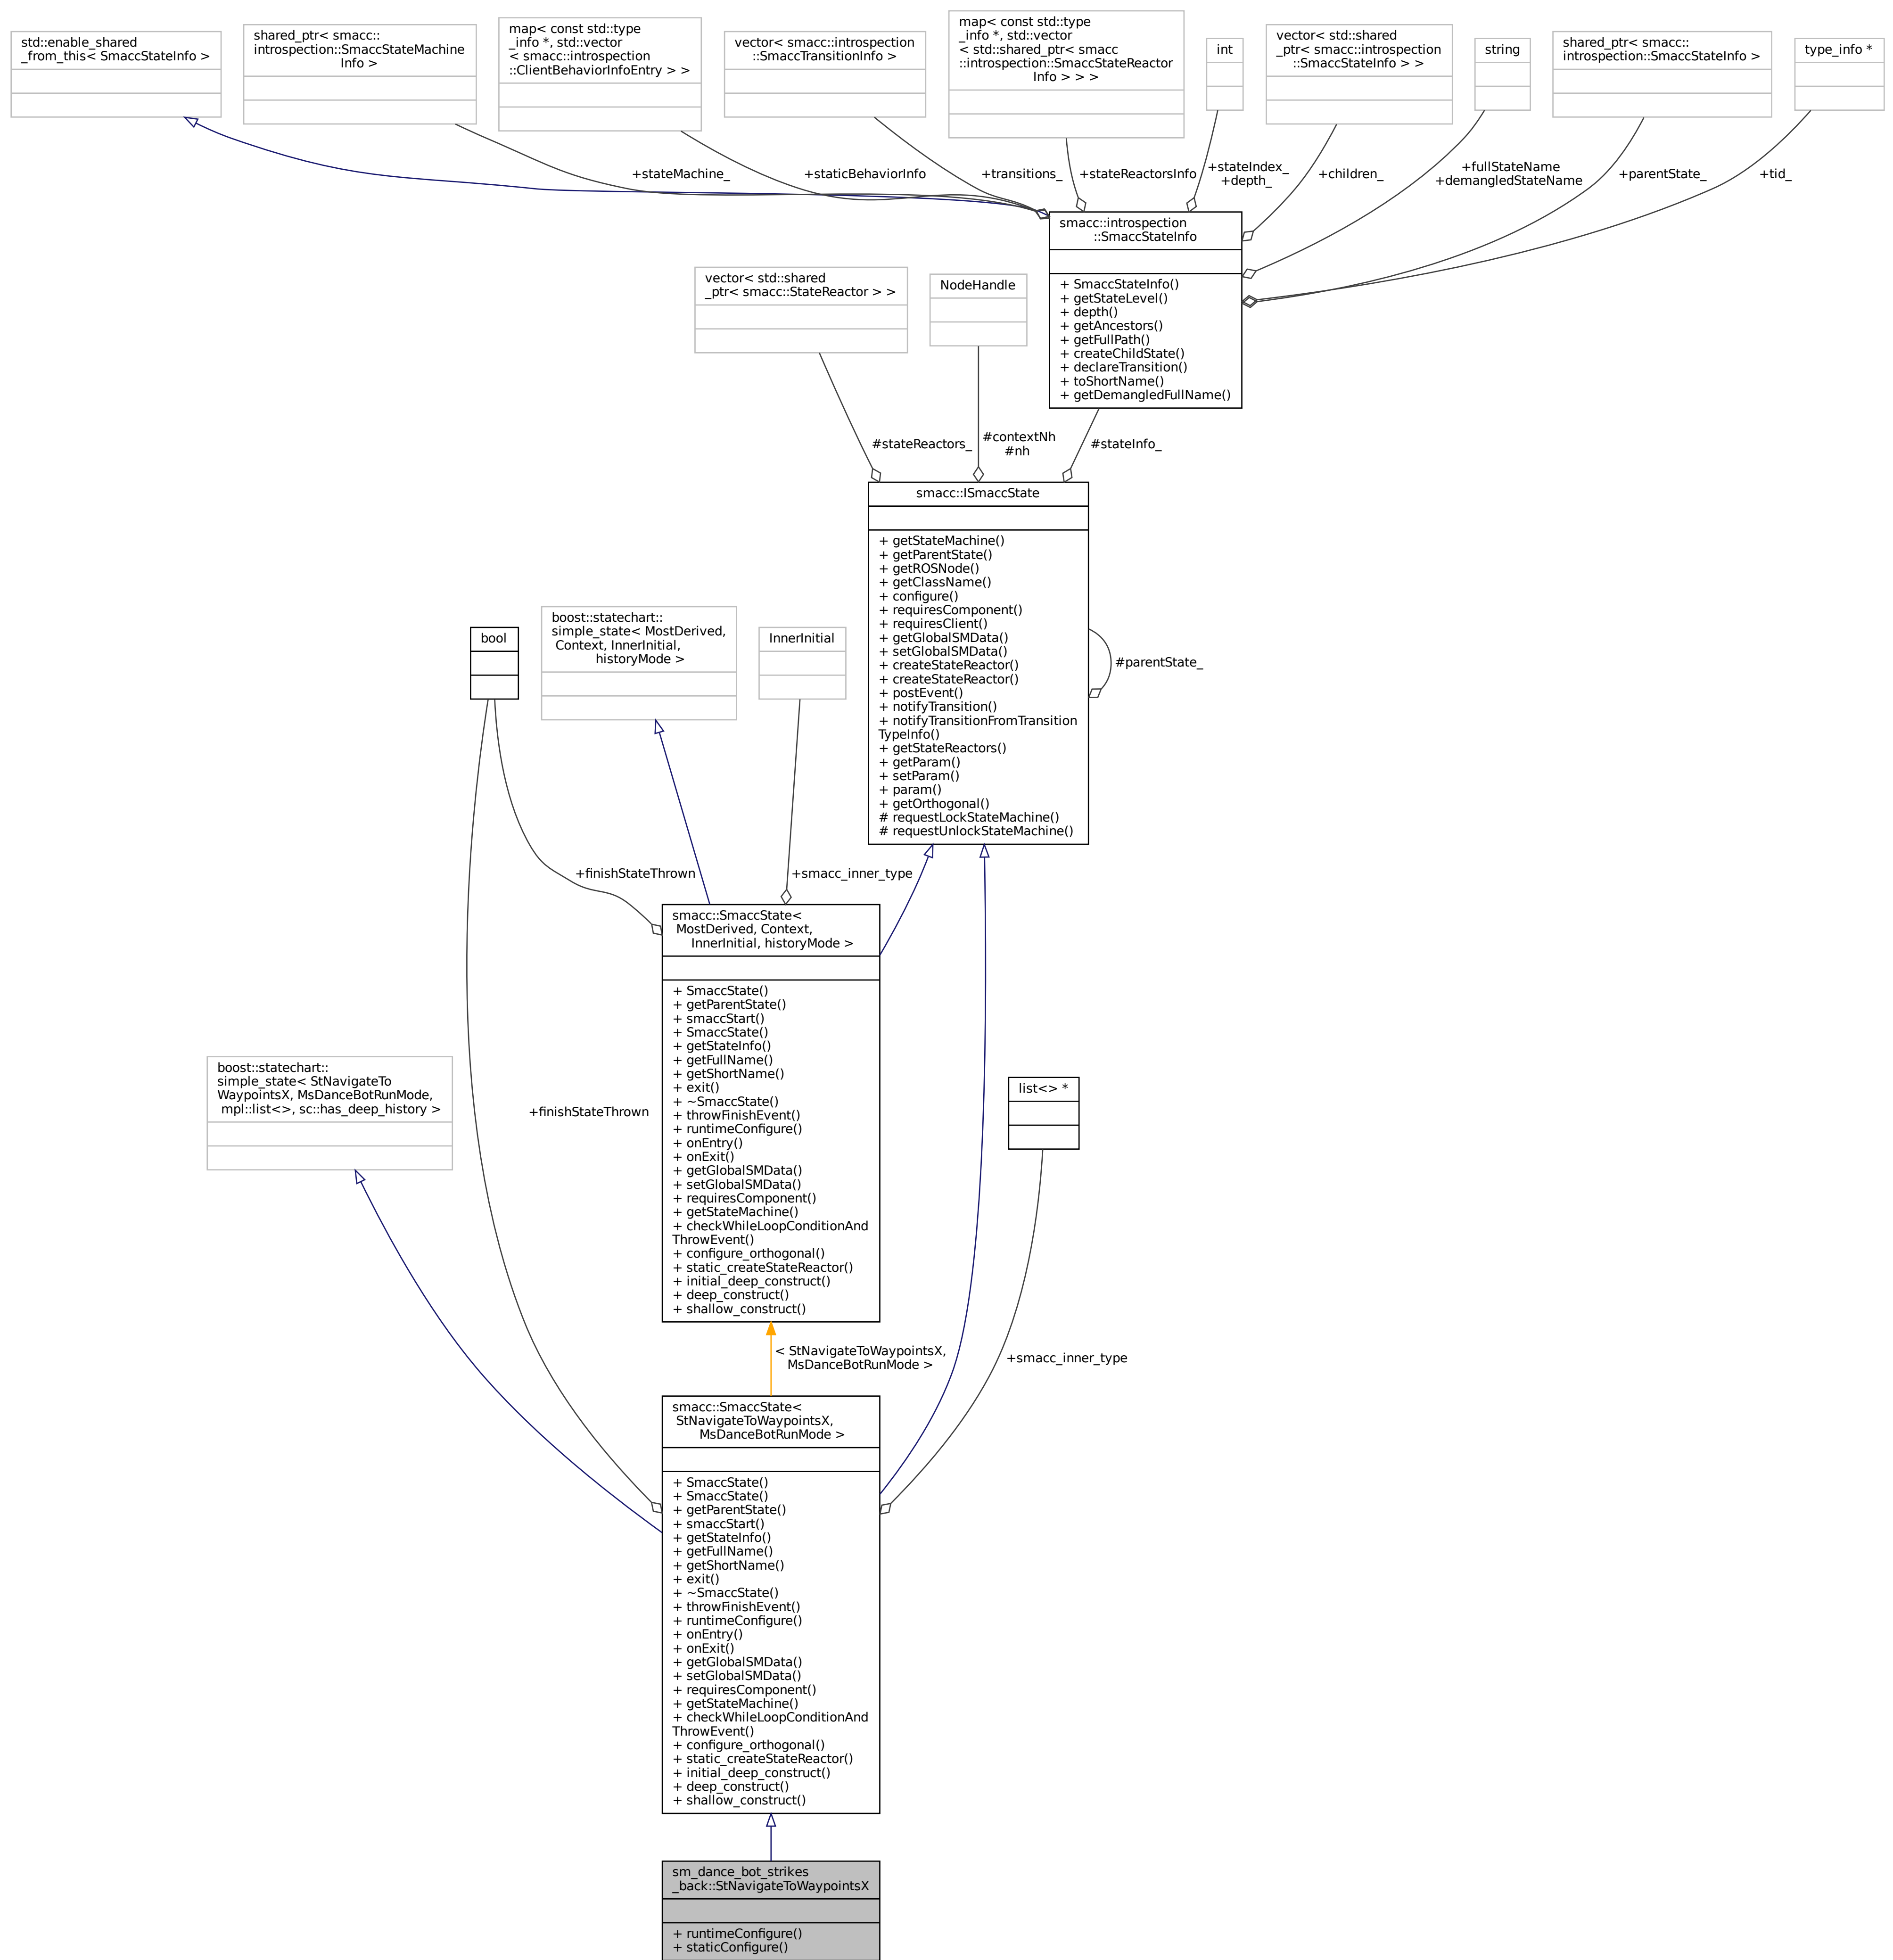 std::enable_shared
_from_this< SmaccStateInfo >
shared_ptr< smacc::
introspection::SmaccStateMachine
Info >
map< const std::type
_info *, std::vector
< smacc::introspection
::ClientBehaviorInfoEntry > >
vector< smacc::introspection
::SmaccTransitionInfo >
map< const std::type
_info *, std::vector
< std::shared_ptr< smacc
::introspection::SmaccStateReactor
Info > > >
int
vector< std::shared
_ptr< smacc::introspection
::SmaccStateInfo > >
string
shared_ptr< smacc::
introspection::SmaccStateInfo >
type_info *
+stateMachine_
+staticBehaviorInfo
+transitions_
+stateReactorsInfo
+stateIndex_
+depth_
+children_
+fullStateName
+demangledStateName
+parentState_
+tid_
smacc::introspection
::SmaccStateInfo
+ SmaccStateInfo()
+ getStateLevel()
+ depth()
+ getAncestors()
+ getFullPath()
+ createChildState()
+ declareTransition()
+ toShortName()
+ getDemangledFullName()
vector< std::shared
_ptr< smacc::StateReactor > >
NodeHandle
#stateReactors_
#contextNh
#nh
#stateInfo_
smacc::ISmaccState
+ getStateMachine()
+ getParentState()
+ getROSNode()
+ getClassName()
+ configure()
+ requiresComponent()
+ requiresClient()
+ getGlobalSMData()
+ setGlobalSMData()
+ createStateReactor()
+ createStateReactor()
+ postEvent()
+ notifyTransition()
+ notifyTransitionFromTransition
TypeInfo()
+ getStateReactors()
+ getParam()
+ setParam()
+ param()
+ getOrthogonal()
# requestLockStateMachine()
# requestUnlockStateMachine()
#parentState_
bool
boost::statechart::
simple_state< MostDerived,
Context, InnerInitial,
historyMode >
InnerInitial
+finishStateThrown
+smacc_inner_type
smacc::SmaccState<
MostDerived, Context,
InnerInitial, historyMode >
+ SmaccState()
+ getParentState()
+ smaccStart()
+ SmaccState()
+ getStateInfo()
+ getFullName()
+ getShortName()
+ exit()
+ ~SmaccState()
+ throwFinishEvent()
+ runtimeConfigure()
+ onEntry()
+ onExit()
+ getGlobalSMData()
+ setGlobalSMData()
+ requiresComponent()
+ getStateMachine()
+ checkWhileLoopConditionAnd
ThrowEvent()
+ configure_orthogonal()
+ static_createStateReactor()
+ initial_deep_construct()
+ deep_construct()
+ shallow_construct()
boost::statechart::
simple_state< StNavigateTo
WaypointsX, MsDanceBotRunMode,
mpl::list<>, sc::has_deep_history >
+finishStateThrown
list<> *
< StNavigateToWaypointsX,
MsDanceBotRunMode >
+smacc_inner_type
smacc::SmaccState<
StNavigateToWaypointsX,
MsDanceBotRunMode >
+ SmaccState()
+ SmaccState()
+ getParentState()
+ smaccStart()
+ getStateInfo()
+ getFullName()
+ getShortName()
+ exit()
+ ~SmaccState()
+ throwFinishEvent()
+ runtimeConfigure()
+ onEntry()
+ onExit()
+ getGlobalSMData()
+ setGlobalSMData()
+ requiresComponent()
+ getStateMachine()
+ checkWhileLoopConditionAnd
ThrowEvent()
+ configure_orthogonal()
+ static_createStateReactor()
+ initial_deep_construct()
+ deep_construct()
+ shallow_construct()
sm_dance_bot_strikes
_back::StNavigateToWaypointsX
+ runtimeConfigure()
+ staticConfigure()